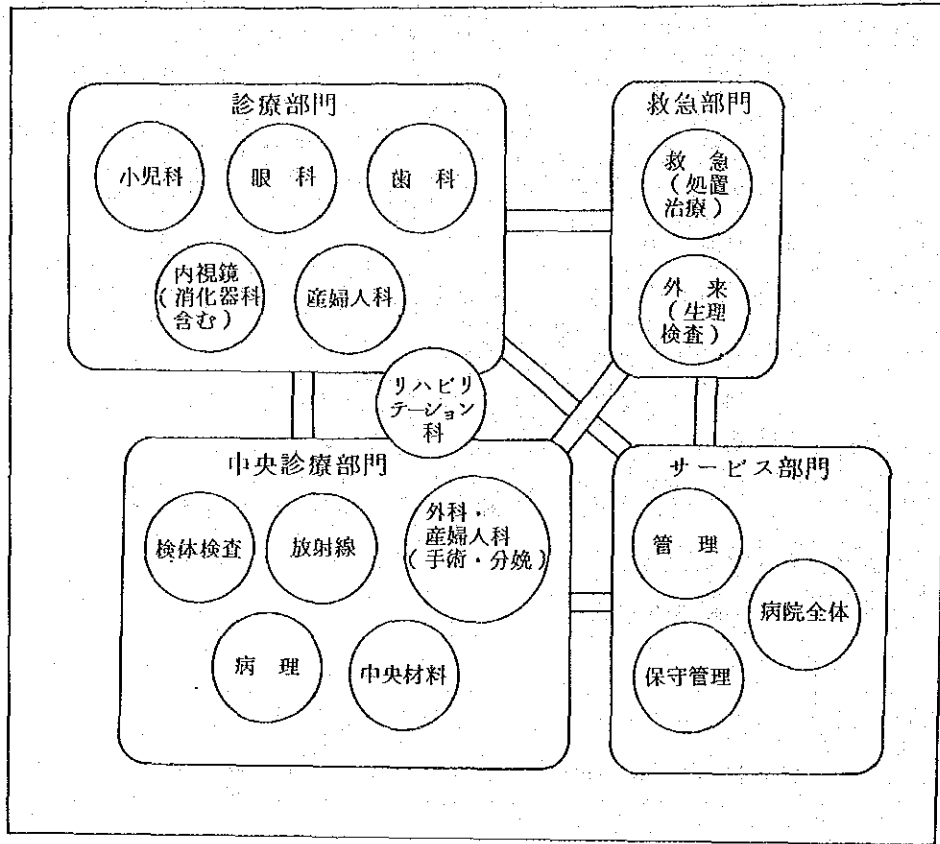 診療部門
小児科
眼 科
歯 科
内視鏡
(消化器科
含む)
産婦人科
救急部門
救 急
(処置
治療)
外 来
(生理
検査)
リハビリ
テーション
科
中央診療部門
検体検査
放射線
外科・
産婦人科
(手術・分娩)
病 理
中央材料
サービス部門
管 理
病院全体
保守管理